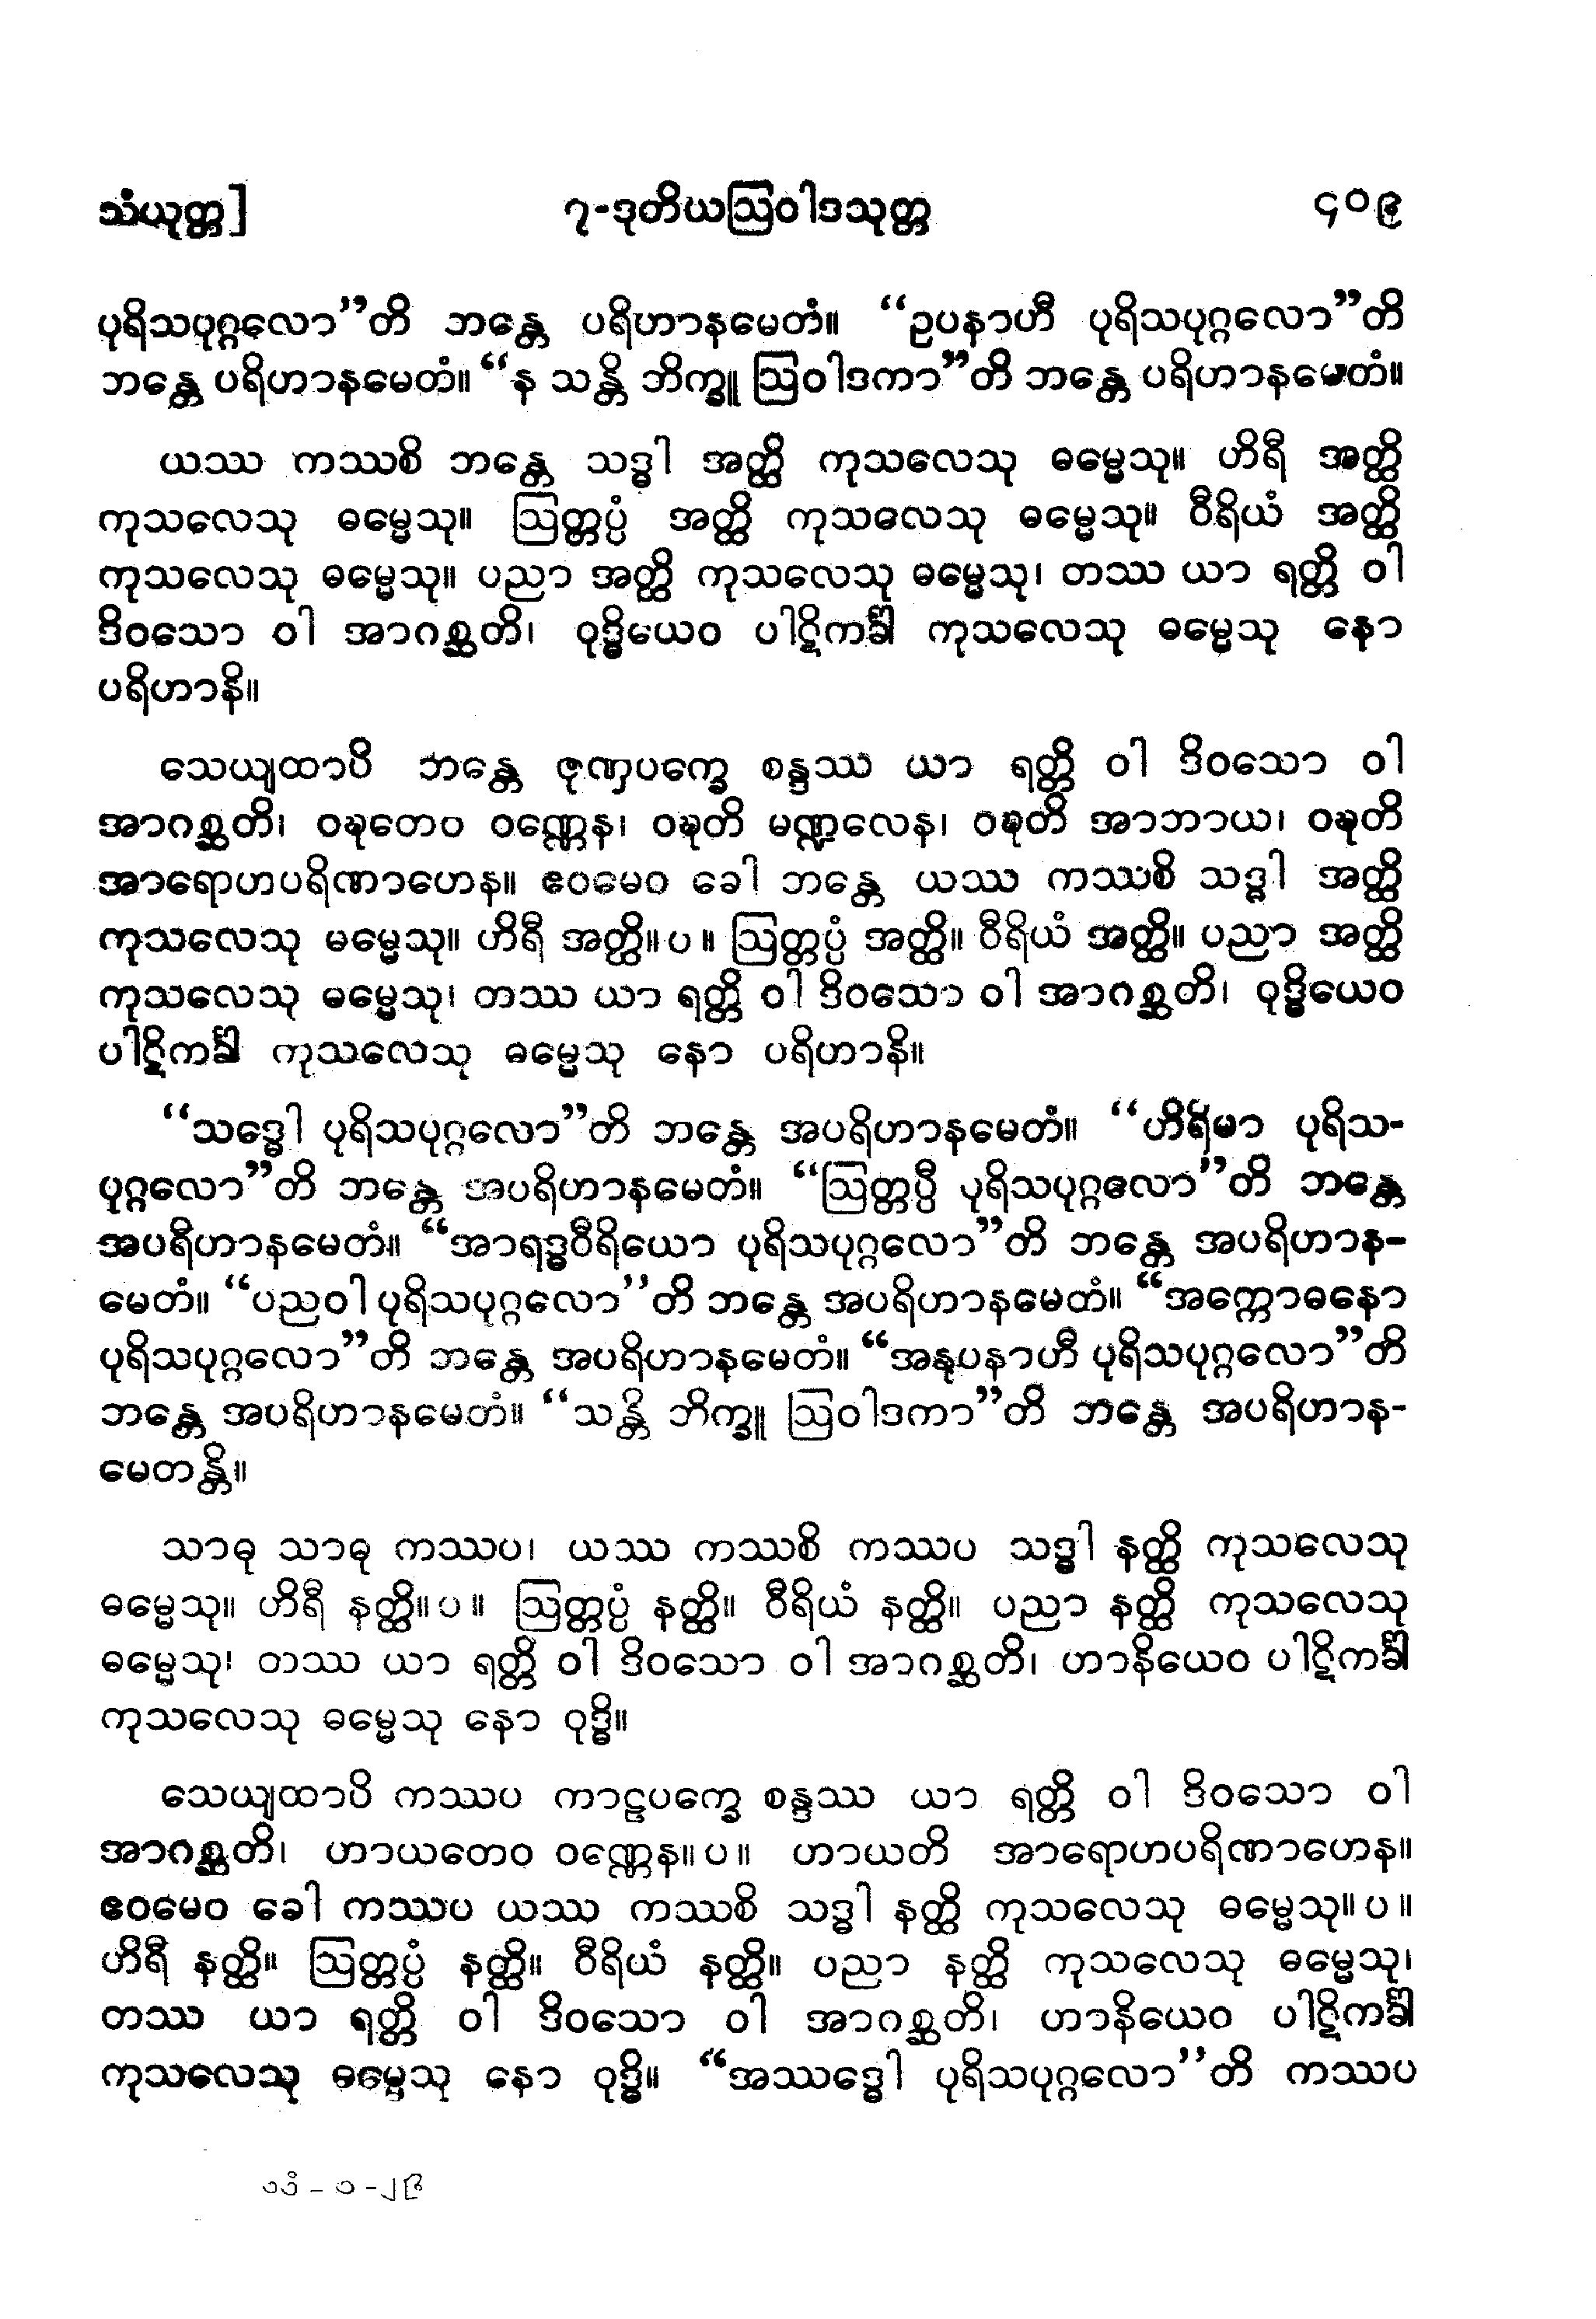 သံယုတ္တ] ၇-ဒုတိယဩဝါဒသုတ္တ ၄၀၉
ပုရိသပုဂ္ဂလော”တိ ဘန္တေ ပရိဟာနမေတံ။ “ဥပနာဟီ ပုရိသပုဂ္ဂလော”တိ
ဘန္တေ ပရိဟာနမေတံ။ “န သန္တိ ဘိက္ခူ ဩဝါဒကာ”တိ ဘန္တေ ပရိဟာနမေတံ။
ယဿ ကဿစိ ဘန္တေ သဒ္ဓါ အတ္ထိ ကုသလေသု ဓမ္မေသု။ ဟိရီ အတ္ထိ
ကုသလေသု ဓမ္မေသု။ ဩတ္တပ္ပံ အတ္ထိ ကုသလေသု ဓမ္မေသု။ ဝီရိယံ အတ္ထိ
ကုသလေသု ဓမ္မေသု။ ပညာ အတ္ထိ ကုသလေသု ဓမ္မေသု၊ တဿ ယာ ရတ္တိ ဝါ
ဒိဝသော ဝါ အာဂစ္ဆတိ၊ ဝုဒ္ဓိယေဝ ပါဋိကင်္ခါ ကုသလေသု ဓမ္မေသု နော
ပရိဟာနိ။
သေယျထာပိ ဘန္တေ ဇုဏှပက္ခေ စန္ဒဿ ယာ ရတ္တိ ဝါ ဒိဝသော ဝါ
အာဂစ္ဆတိ၊ ဝဍ္ဎတေဝ ဝဏ္ဏေန၊ ဝဍ္ဎတိ မဏ္ဍလေန၊ ဝဍ္ဎတိ အာဘာယ၊ ဝဍ္ဎတိ
အာရောဟပရိဏာဟေန။ ဧဝမေဝ ခေါ ဘန္တေ ယဿ ကဿစိ သဒ္ဓါ အတ္ထိ
ကုသလေသု မမ္မေသု။ ဟိရီ အတ္ထိ။ပ။ ဩတ္တပ္ပံ အတ္ထိ။ ဝီရိယံ အတ္ထိ။ ပညာ အတ္ထိ
ကုသလေသု ဓမ္မေသု၊ တဿ ယာ ရတ္တိ ဝါ ဒိဝသော ဝါ အာဂစ္ဆတိ၊ ဝုဒ္ဓိယေဝ
ပါဋိကင်္ခါ ကုသလေသု ဓမ္မေသု နော ပရိဟာနိ။
“သဒ္ဓေါ ပုရိသပုဂ္ဂလော”တိ ဘန္တေ အပရိဟာနမေတံ။ “ဟိရိမာ ပုရိသ-
ပုဂ္ဂလော”တိ ဘန္တေ အပရိဟာနမေတံ။ “ဩတ္တပ္ပီ ပုရိသပုဂ္ဂလော”တိ ဘန္တေ
အပရိဟာနမေတံ။ “အာရဒ္ဓဝီရိယော ပုရိသပုဂ္ဂလော”တိ ဘန္တေ အပရိဟာန-
မေတံ။ “ပညဝါ ပုရိသပုဂ္ဂလော”တိ ဘန္တေ အပရိဟာနမေတံ။ “အက္ကောဓနော
ပုရိသပုဂ္ဂလော”တိ ဘန္တေ အပရိဟာနမေတံ။ “အနုပနာဟီ ပုရိသပုဂ္ဂလော”တိ
ဘန္တေ အပရိဟာနမေတံ။ “သန္တိ ဘိက္ခူ ဩဝါဒကာ”တိ ဘန္တေ အပရိဟာန-
မေတန္တိ။
သာဓု သာဓု ကဿပ၊ ယဿ ကဿစိ ကဿပ သဒ္ဓါ နတ္ထိ ကုသလေသု
ဓမ္မေသု။ ဟိရီ နတ္ထိ။ပ။ ဩတ္တပ္ပံ နတ္ထိ။ ဝီရိယံ နတ္ထိ။ ပညာ နတ္ထိ ကုသလေသု
ဓမ္မေသု၊ တဿ ယာ ရတ္တိ ဝါ ဒိဝသော ဝါ အာဂစ္ဆတိ၊ ဟာနိယေဝ ပါဋိကင်္ခါ
ကုသလေသု ဓမ္မေသု နော ဝုဒ္ဓိ။
သေယျထာပိ ကဿပ ကာဠပက္ခေ စန္ဒဿ ယာ ရတ္တိ ဝါ ဒိဝသော ဝါ
အာဂစ္ဆတိ၊ ဟာယတေဝ ဝဏ္ဏေန။ပ။ ဟာယတိ အာရောဟပရိဏာဟေန။
ဧဝမေဝ ခေါ ကဿပ ယဿ ကဿစိ သဒ္ဓါ နတ္ထိ ကုသလေသု ဓမ္မေသု။ပ။
ဟိရီ နတ္ထိ။ ဩတ္တပ္ပံ နတ္ထိ။ ဝီရိယံ နတ္ထိ။ ပညာ နတ္ထိ ကုသလေသု ဓမ္မေသု၊
တဿ ယာ ရတ္တိ ဝါ ဒိဝသော ဝါ အာဂစ္ဆတိ၊ ဟာနိယေဝ ပါဋိကင်္ခါ
ကုသလေသု ဓမ္မေသု နော ဝုဒ္ဓိ။ “အဿဒ္ဓေါ ပုရိသပုဂ္ဂလော”တိ ကဿပ